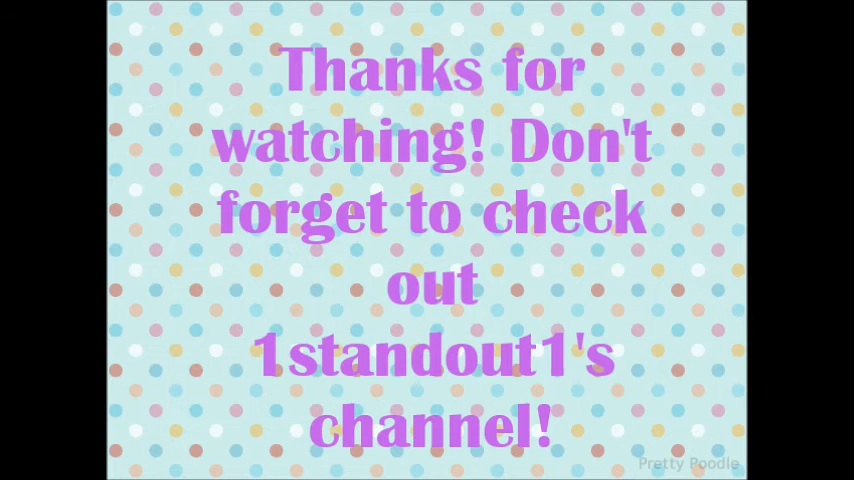 Thanks for
watching! Don't
forget to check
out
1standout1's
channel!
Pretty Poodle